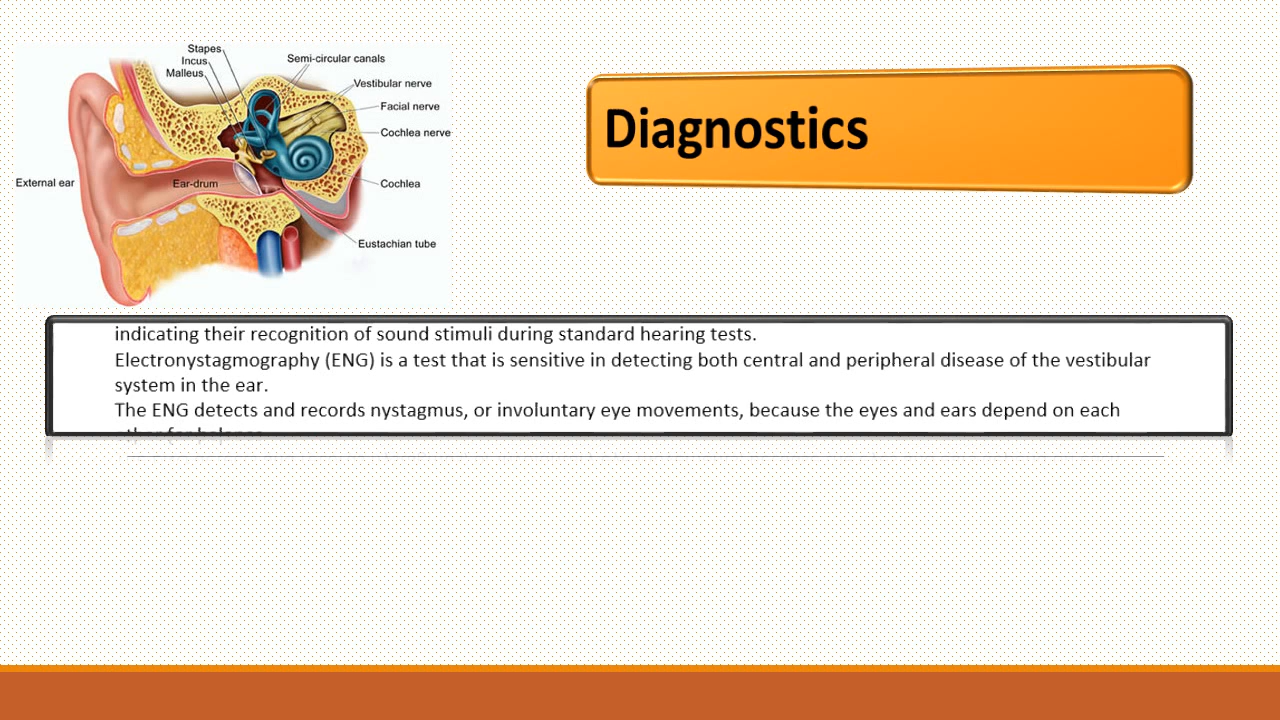 Stapes
Incus
Malleus
Semi-circular canals
Vestibular nerve
Facial nerve
Cochlea nerve
External ear
Ear-drum
Cochlea
Eustachian tube
Diagnostics
indicating their recognition of sound stimuli during standard hearing tests.
Electronystagmography (ENG) is a test that is sensitive in detecting both central and peripheral disease of the vestibular
system in the ear.
The ENG detects and records nystagmus, or involuntary eye movements, because the eyes and ears depend on each